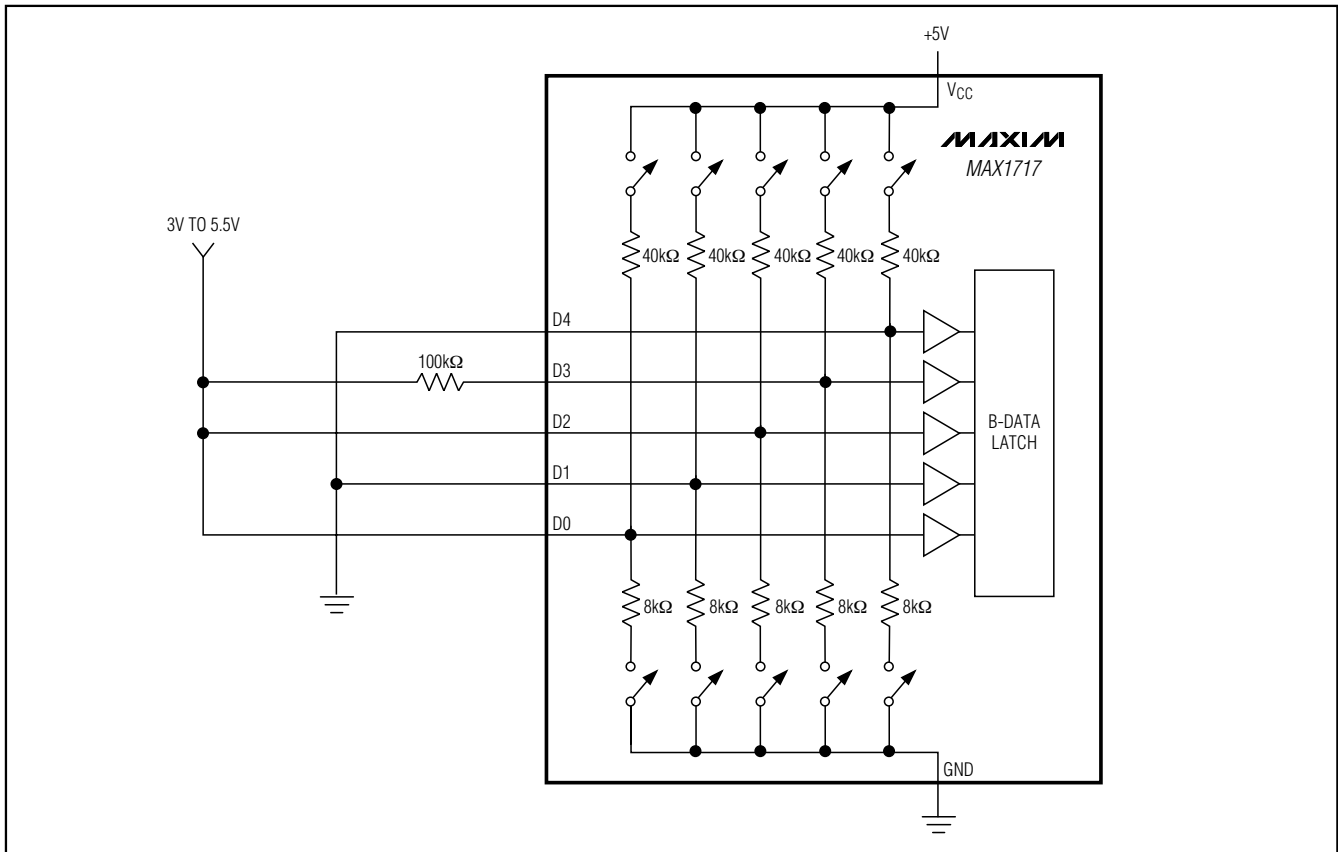 +5V
VCC
MAXIM
MAX1717
3V TO 5.5V
40kΩ 40kΩ 40kΩ 40kΩ 40kΩ
D4
100kΩ
D3
D2
B-DATA
LATCH
D1
D0
8kΩ 8kΩ 8kΩ 8kΩ 8kΩ
GND